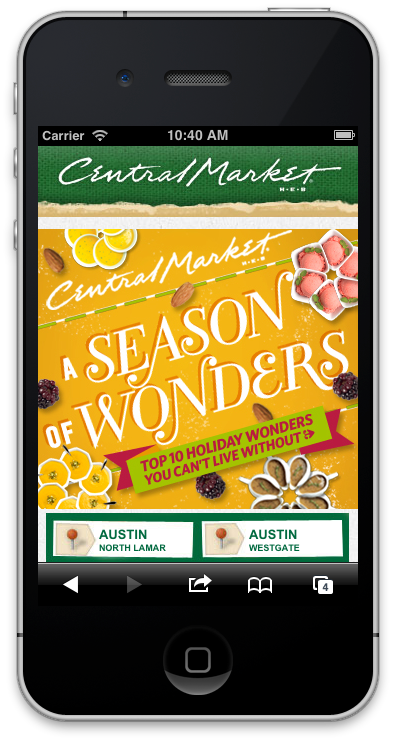 Carrier 10:40 AM
Central Market
H-E-B
Central Market
H-E-B
A SEASON
OF WONDERS
TOP 10 HOLIDAY WONDERS
YOU CAN'T LIVE WITHOUT
AUSTIN
NORTH LAMAR
AUSTIN
WESTGATE
4